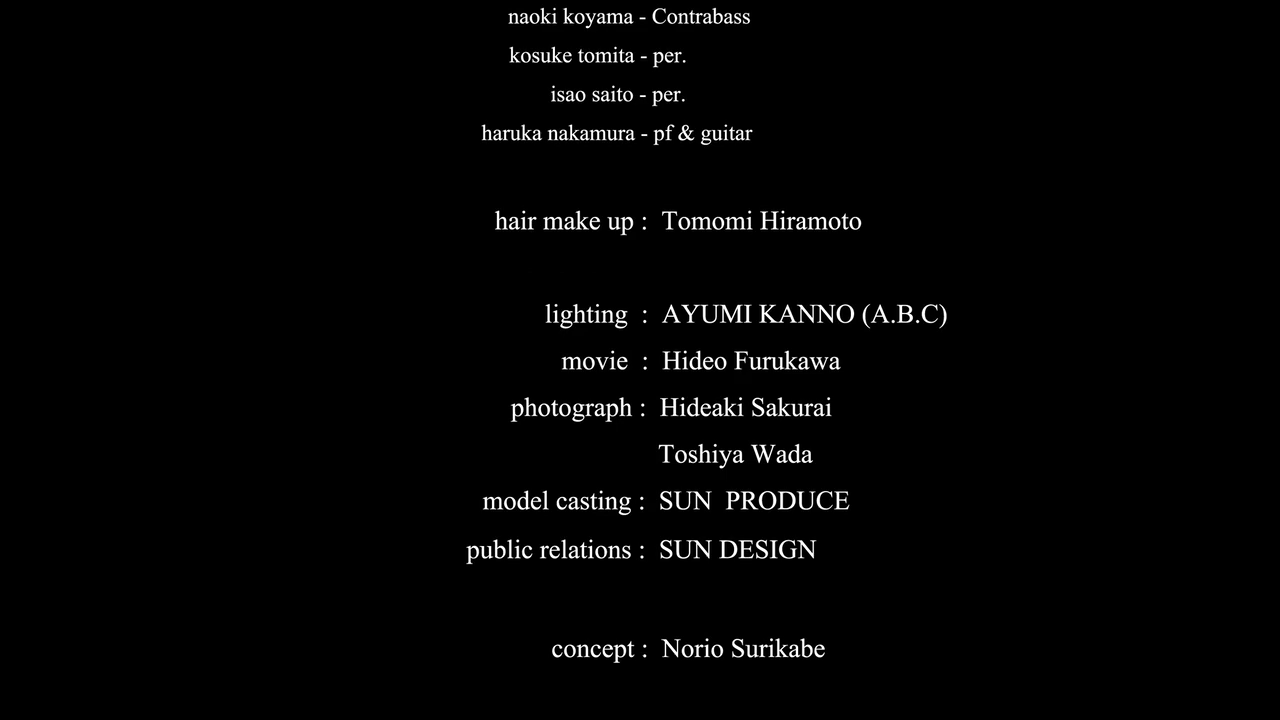 naoki koyama - Contrabass
kosuke tomita - per.
isao saito - per.
haruka nakamura - pf & guitar
hair make up : Tomomi Hiramoto
lighting : AYUMI KANNO (A.B.C)
movie : Hideo Furukawa
photograph : Hideaki Sakurai
Toshiya Wada
model casting : SUN PRODUCE
public relations : SUN DESIGN
concept : Norio Surikabe